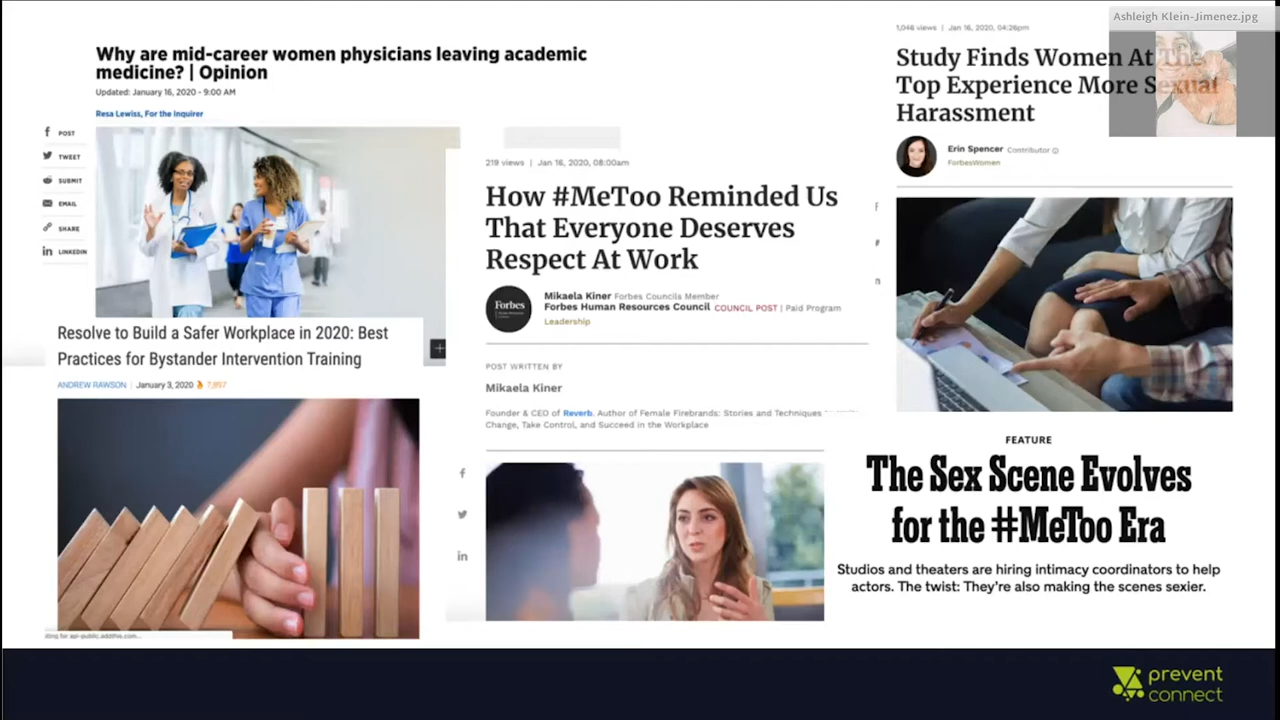 Why are mid-career women physicians leaving academic
medicine? | Opinion
Updated: January 16, 2020 - 9:00 AM
Resa Lewiss, For the Inquirer
POST
TWEET
SUBMIT
EMAIL
SHARE
LINKEDIN
Resolve to Build a Safer Workplace in 2020: Best
Practices for Bystander Intervention Training
ANDREW RAWSON | January 3, 2020 7,897
219 views | Jan 16, 2020, 08:00am
How #MeToo Reminded Us
That Everyone Deserves
Respect At Work
Forbes
Mikaela Kiner Forbes Councils Member
Forbes Human Resources Council COUNCIL POST | Paid Program
Leadership
POST WRITTEN BY
Mikaela Kiner
Founder & CEO of Reverb. Author of Female Firebrands: Stories and Techniques
Change, Take Control, and Succeed in the Workplace
1,046 views | Jan 16, 2020, 04:26pm
Study Finds Women At The
Top Experience More Sexual
Harassment
Erin Spencer Contributor
ForbesWomen
Ashleigh Klein-Jimenez.jpg
FEATURE
The Sex Scene Evolves
for the #MeToo Era
Studios and theaters are hiring intimacy coordinators to help
actors. The twist: They're also making the scenes sexier.
prevent
connect